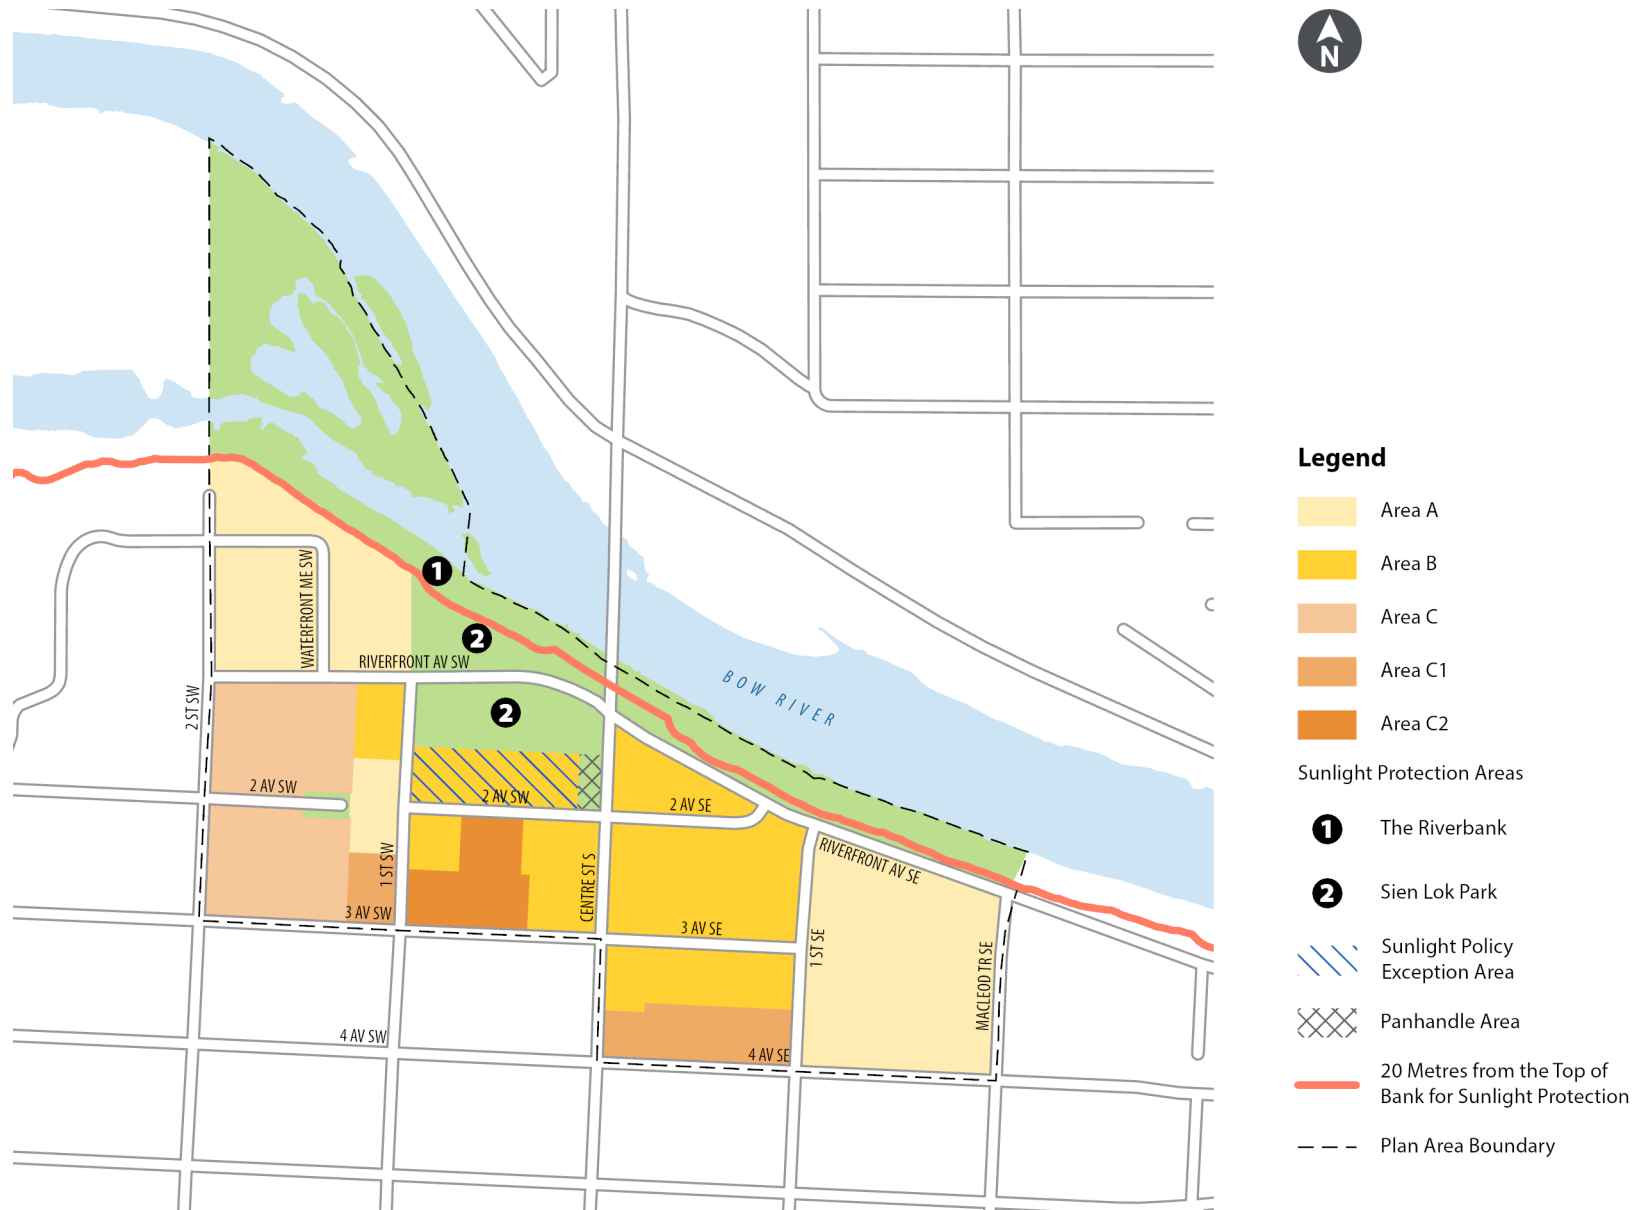 N
WATERFRONT ME SW
1
2
RIVERFRONT AV SW
2 ST SW
2
BOW RIVER
2 AV SW
2 AV SW
2 AV SE
1 ST SW
CENTRE ST S
RIVERFRONT AV SE
3 AV SW
3 AV SE
1 ST SE
MACLEOD TR SE
4 AV SW
4 AV SE
Legend
Area A
Area B
Area C
Area C1
Area C2
Sunlight Protection Areas
1 The Riverbank
2 Sien Lok Park
Sunlight Policy
Exception Area
Panhandle Area
20 Metres from the Top of
Bank for Sunlight Protection
Plan Area Boundary